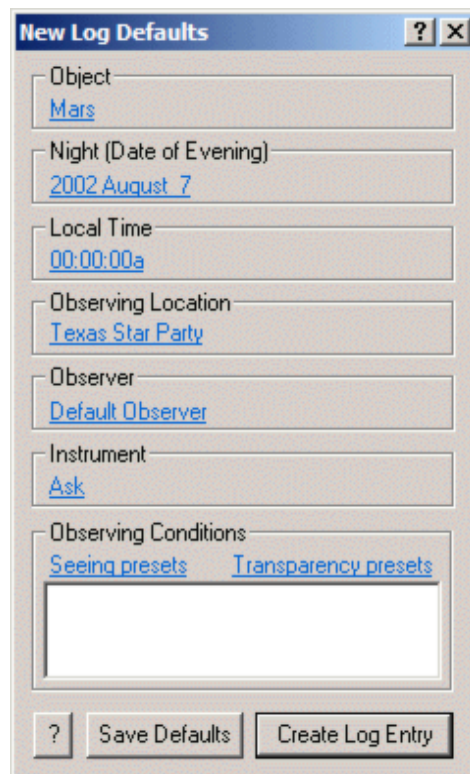 New Log Defaults ?
Object
Mars
Night (Date of Evening)
2002 August 7
Local Time
00:00:00a
Observing Location
Texas Star Party
Observer
Default Observer
Instrument
Ask
Observing Conditions
Seeing presets Transparency presets
? Save Defaults Create Log Entry